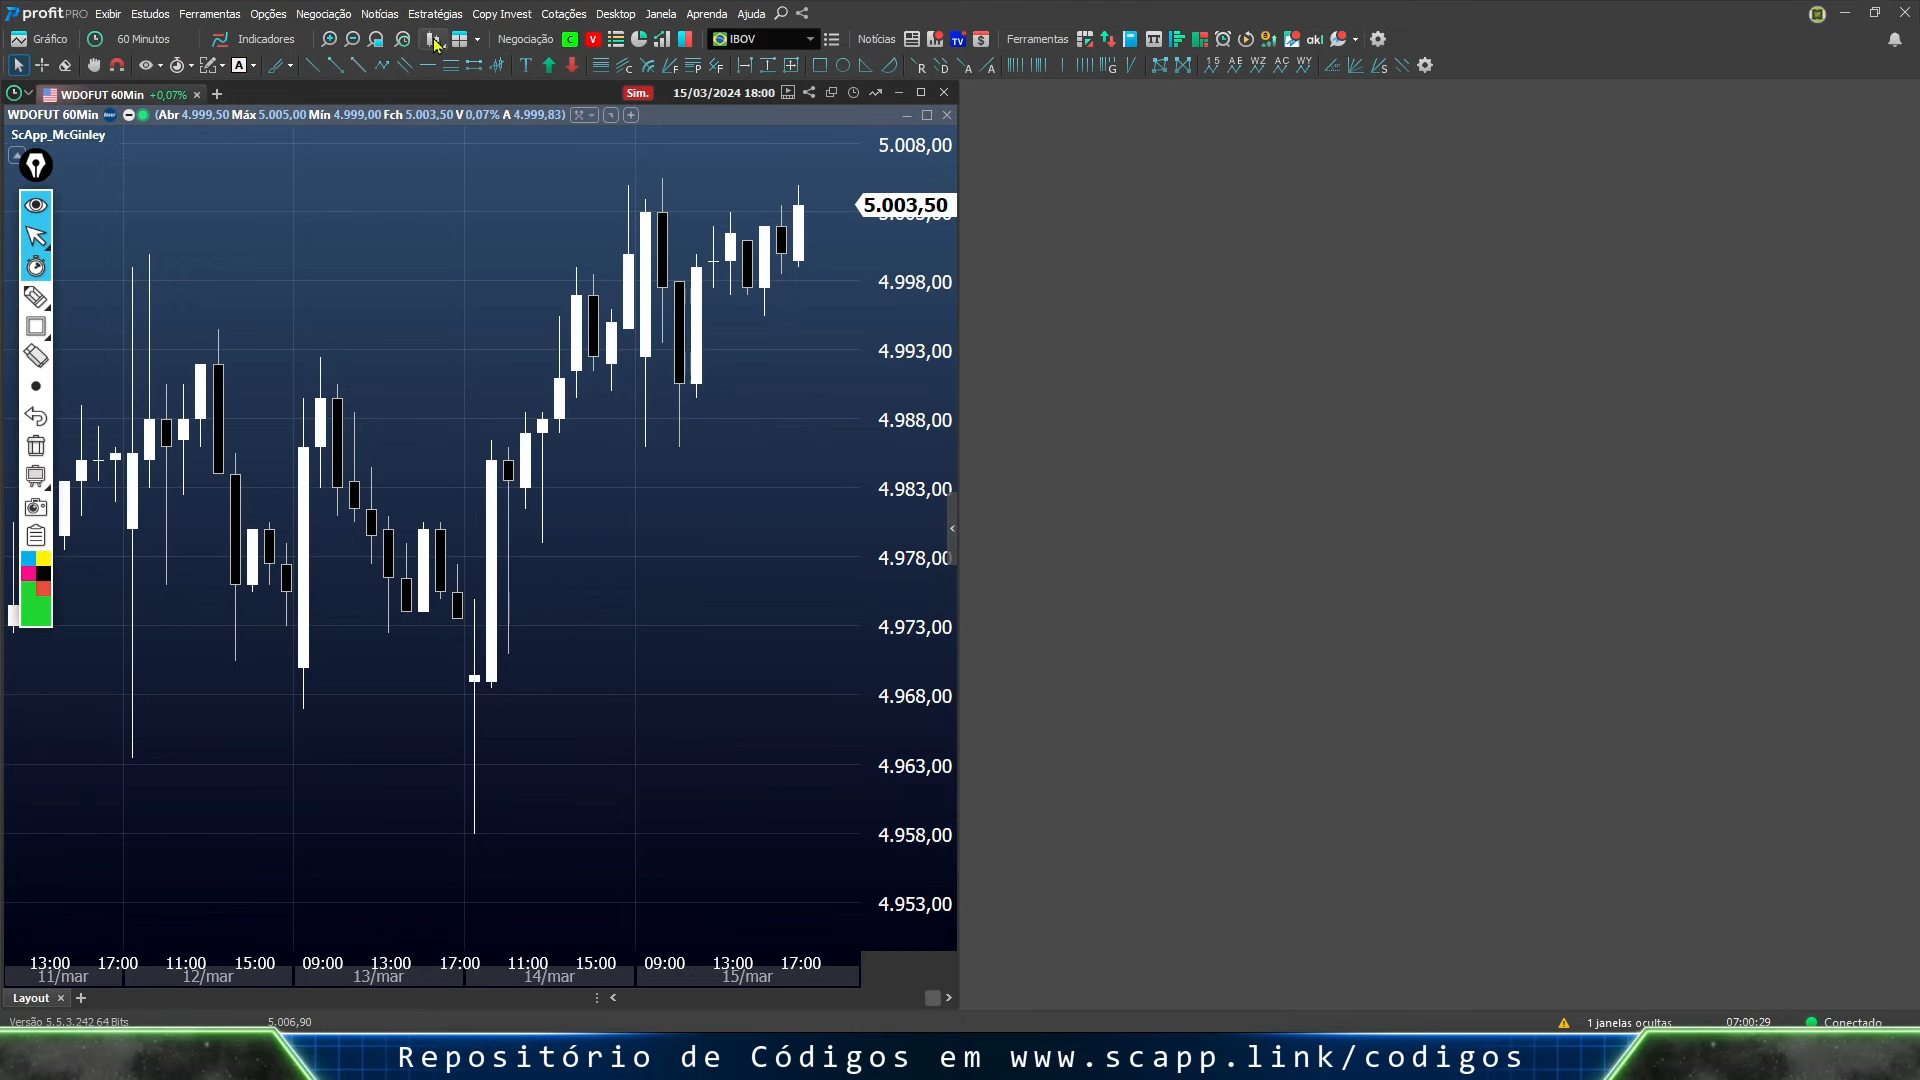 profitPRO Exibir Estudos Ferramentas Opções Negociação Notícias Estratégias Copy Invest Cotações Desktop Janela Aprenda Ajuda
Gráfico 60 Minutos Indicadores Negociação C V IBOV Notícias TV $ Ferramentas akl
A T C F P F R D A A G 15 AE WZ AC WY S
WDOFUT 60Min +0,07% Sim. 15/03/2024 18:00
WDOFUT 60Min (Abr 4.999,50 Máx 5.005,00 Mín 4.999,00 Fch 5.003,50 V 0,07% A 4.999,83)
ScApp_McGinley
5.008,00
5.003,50
4.998,00
4.993,00
4.988,00
4.983,00
4.978,00
4.973,00
4.968,00
4.963,00
4.958,00
4.953,00
13:00 17:00 11:00 15:00 09:00 13:00 17:00 11:00 15:00 09:00 13:00 17:00
11/mar 12/mar 13/mar 14/mar 15/mar
Layout
Versão 5.5.3.242 64 Bits 5.006,90 1 janelas ocultas 07:00:29 Conectado
Repositório de Códigos em www.scapp.link/codigos